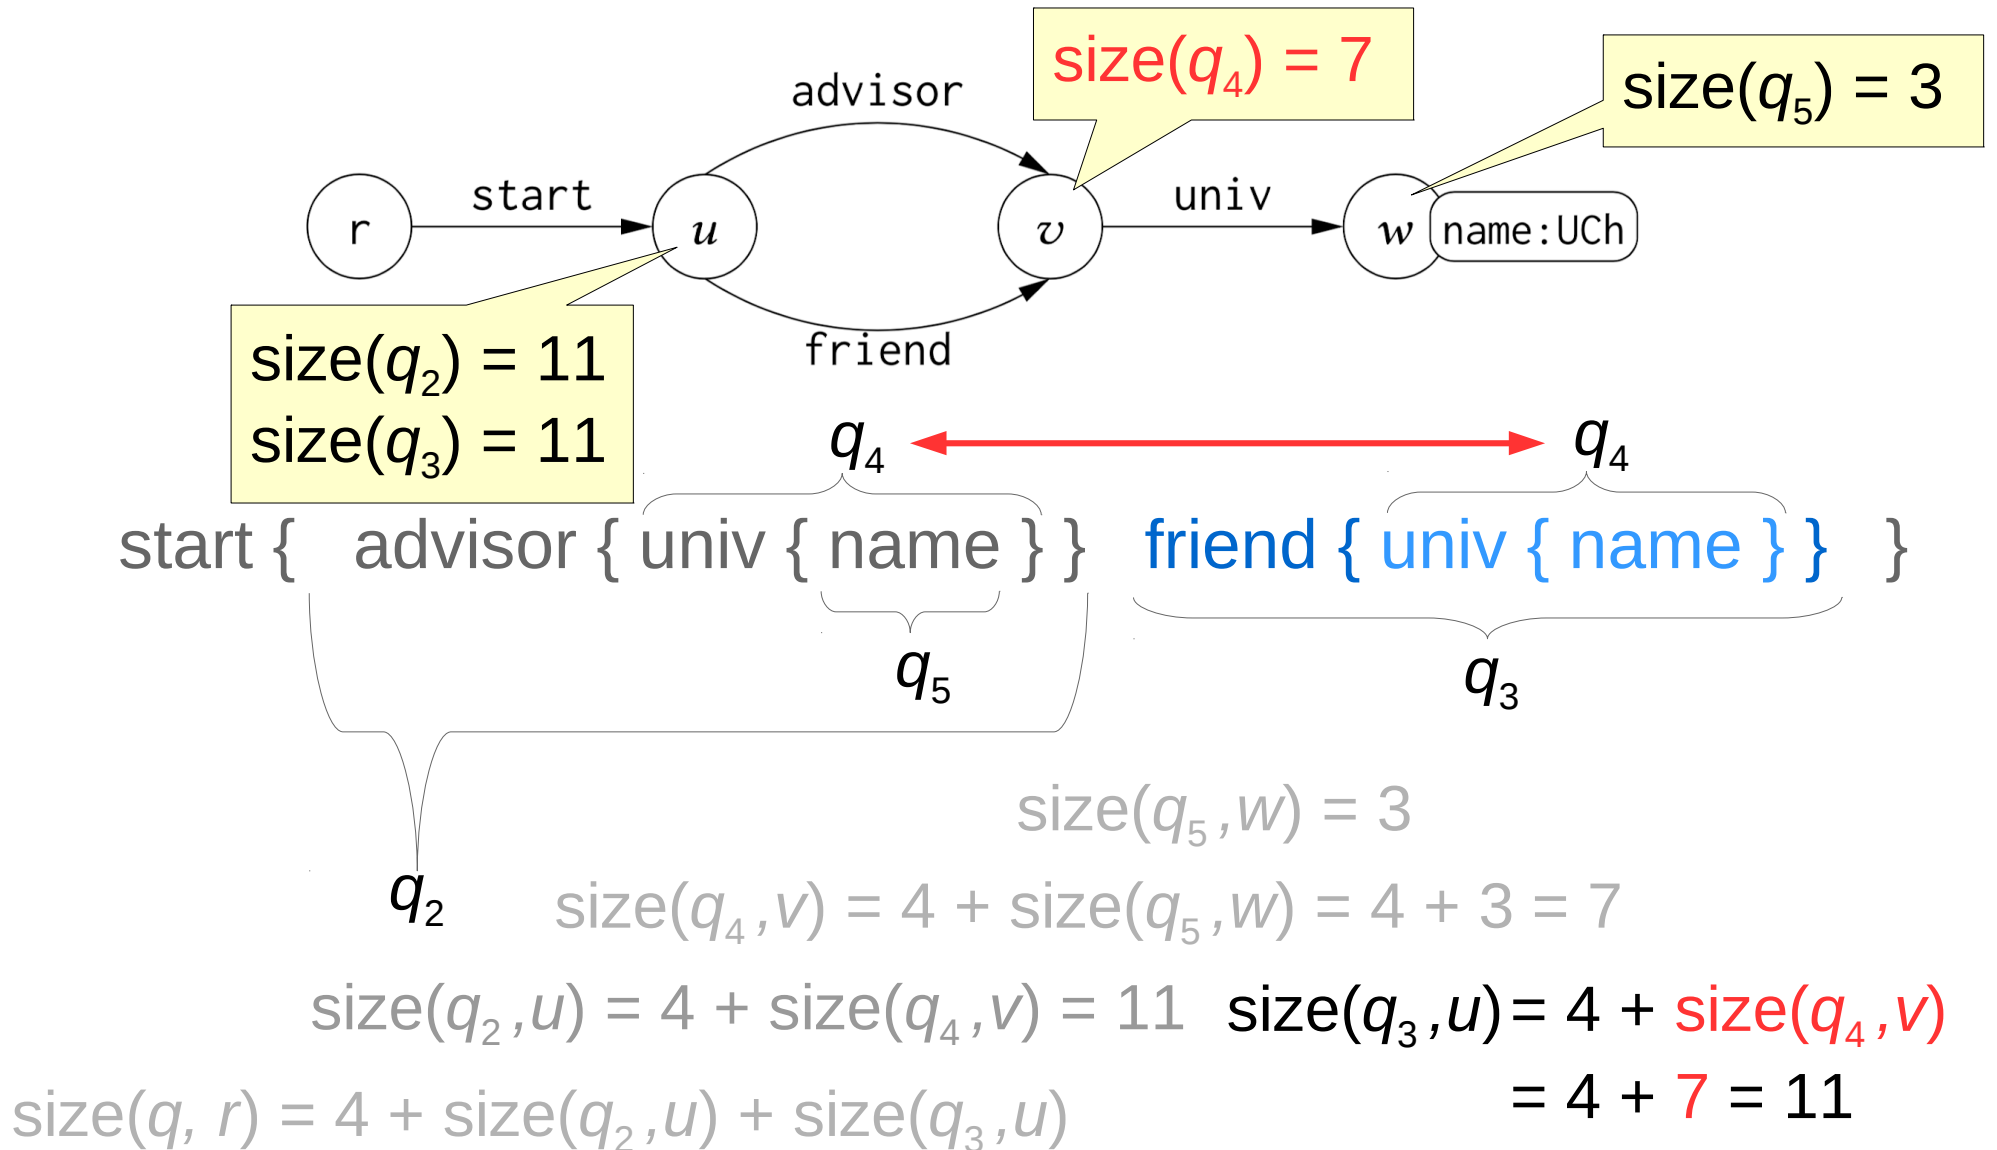 size(q4) = 7
size(q5) = 3
advisor
start
univ
r
u
v
w
name:UCh
friend
size(q2) = 11
size(q3) = 11
q4
q4
start { advisor { univ { name } } friend { univ { name } } }
q5
q3
q2
size(q5 ,w) = 3
size(q4 ,v) = 4 + size(q5 ,w) = 4 + 3 = 7
size(q2 ,u) = 4 + size(q4 ,v) = 11
size(q3 ,u) = 4 + size(q4 ,v)
= 4 + 7 = 11
size(q, r) = 4 + size(q2 ,u) + size(q3 ,u)